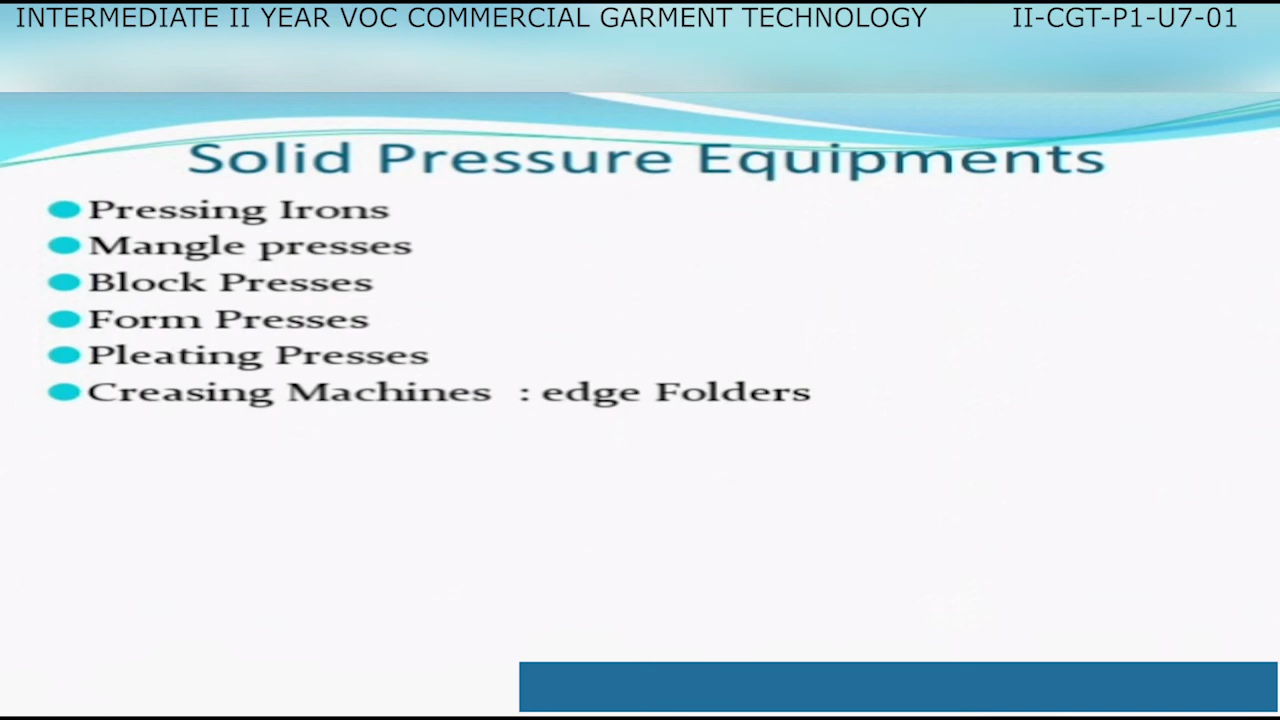 INTERMEDIATE II YEAR VOC COMMERCIAL GARMENT TECHNOLOGY II-CGT-P1-U7-01
Solid Pressure Equipments
Pressing Irons
Mangle presses
Block Presses
Form Presses
Pleating Presses
Creasing Machines : edge Folders